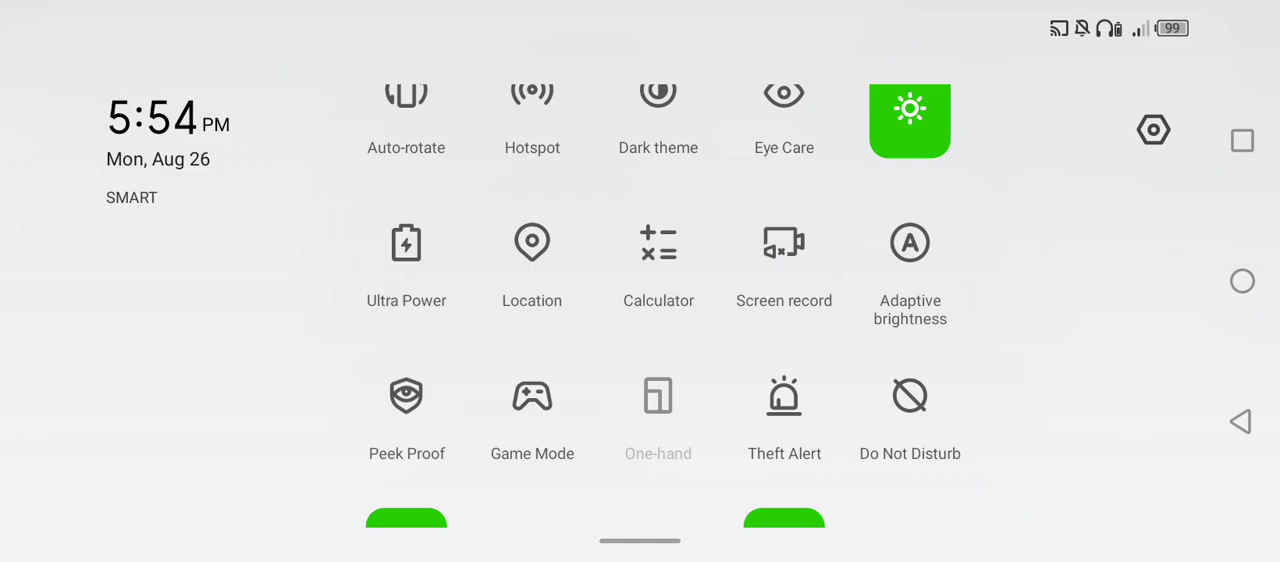 99
5:54 PM
Mon, Aug 26
SMART
Auto-rotate
Hotspot
Dark theme
Eye Care
Ultra Power
Location
Calculator
Screen record
Adaptive
brightness
Peek Proof
Game Mode
One-hand
Theft Alert
Do Not Disturb